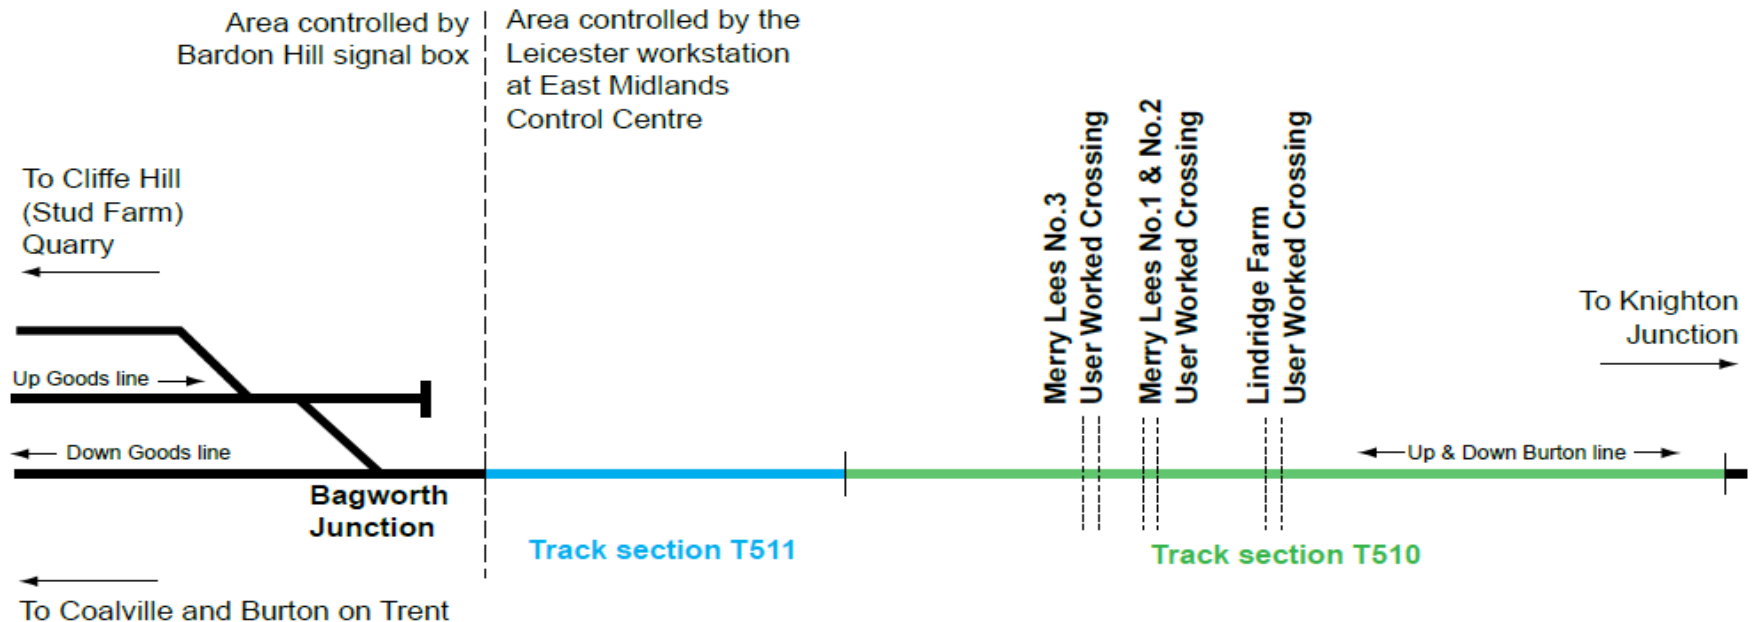 Area controlled by
Bardon Hill signal box
Area controlled by the
Leicester workstation
at East Midlands
Control Centre
To Cliffe Hill
(Stud Farm)
Quarry
Merry Lees No.3
User Worked Crossing
Merry Lees No.1 & No.2
User Worked Crossing
Lindridge Farm
User Worked Crossing
To Knighton
Junction
Up Goods line
Down Goods line
Up & Down Burton line
Bagworth
Junction
Track section T511
Track section T510
To Coalville and Burton on Trent